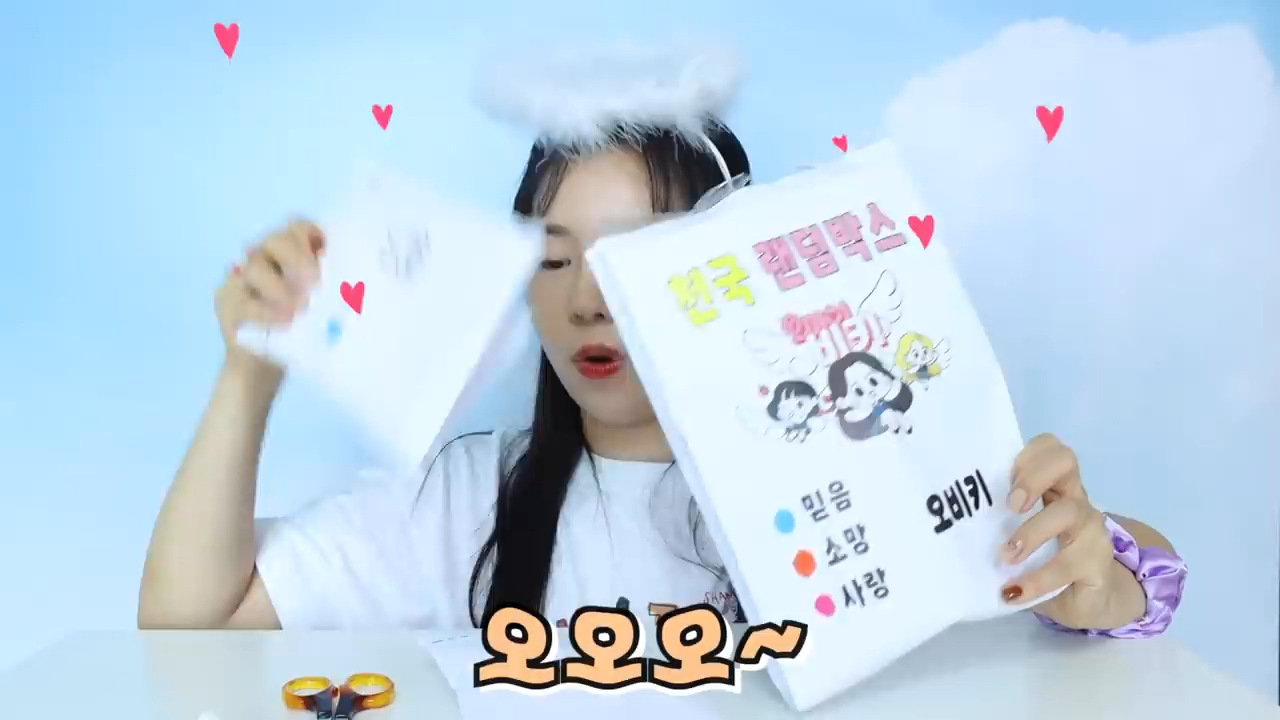 천국 랜덤박스
오비키
믿음
소망
사랑
오오오~